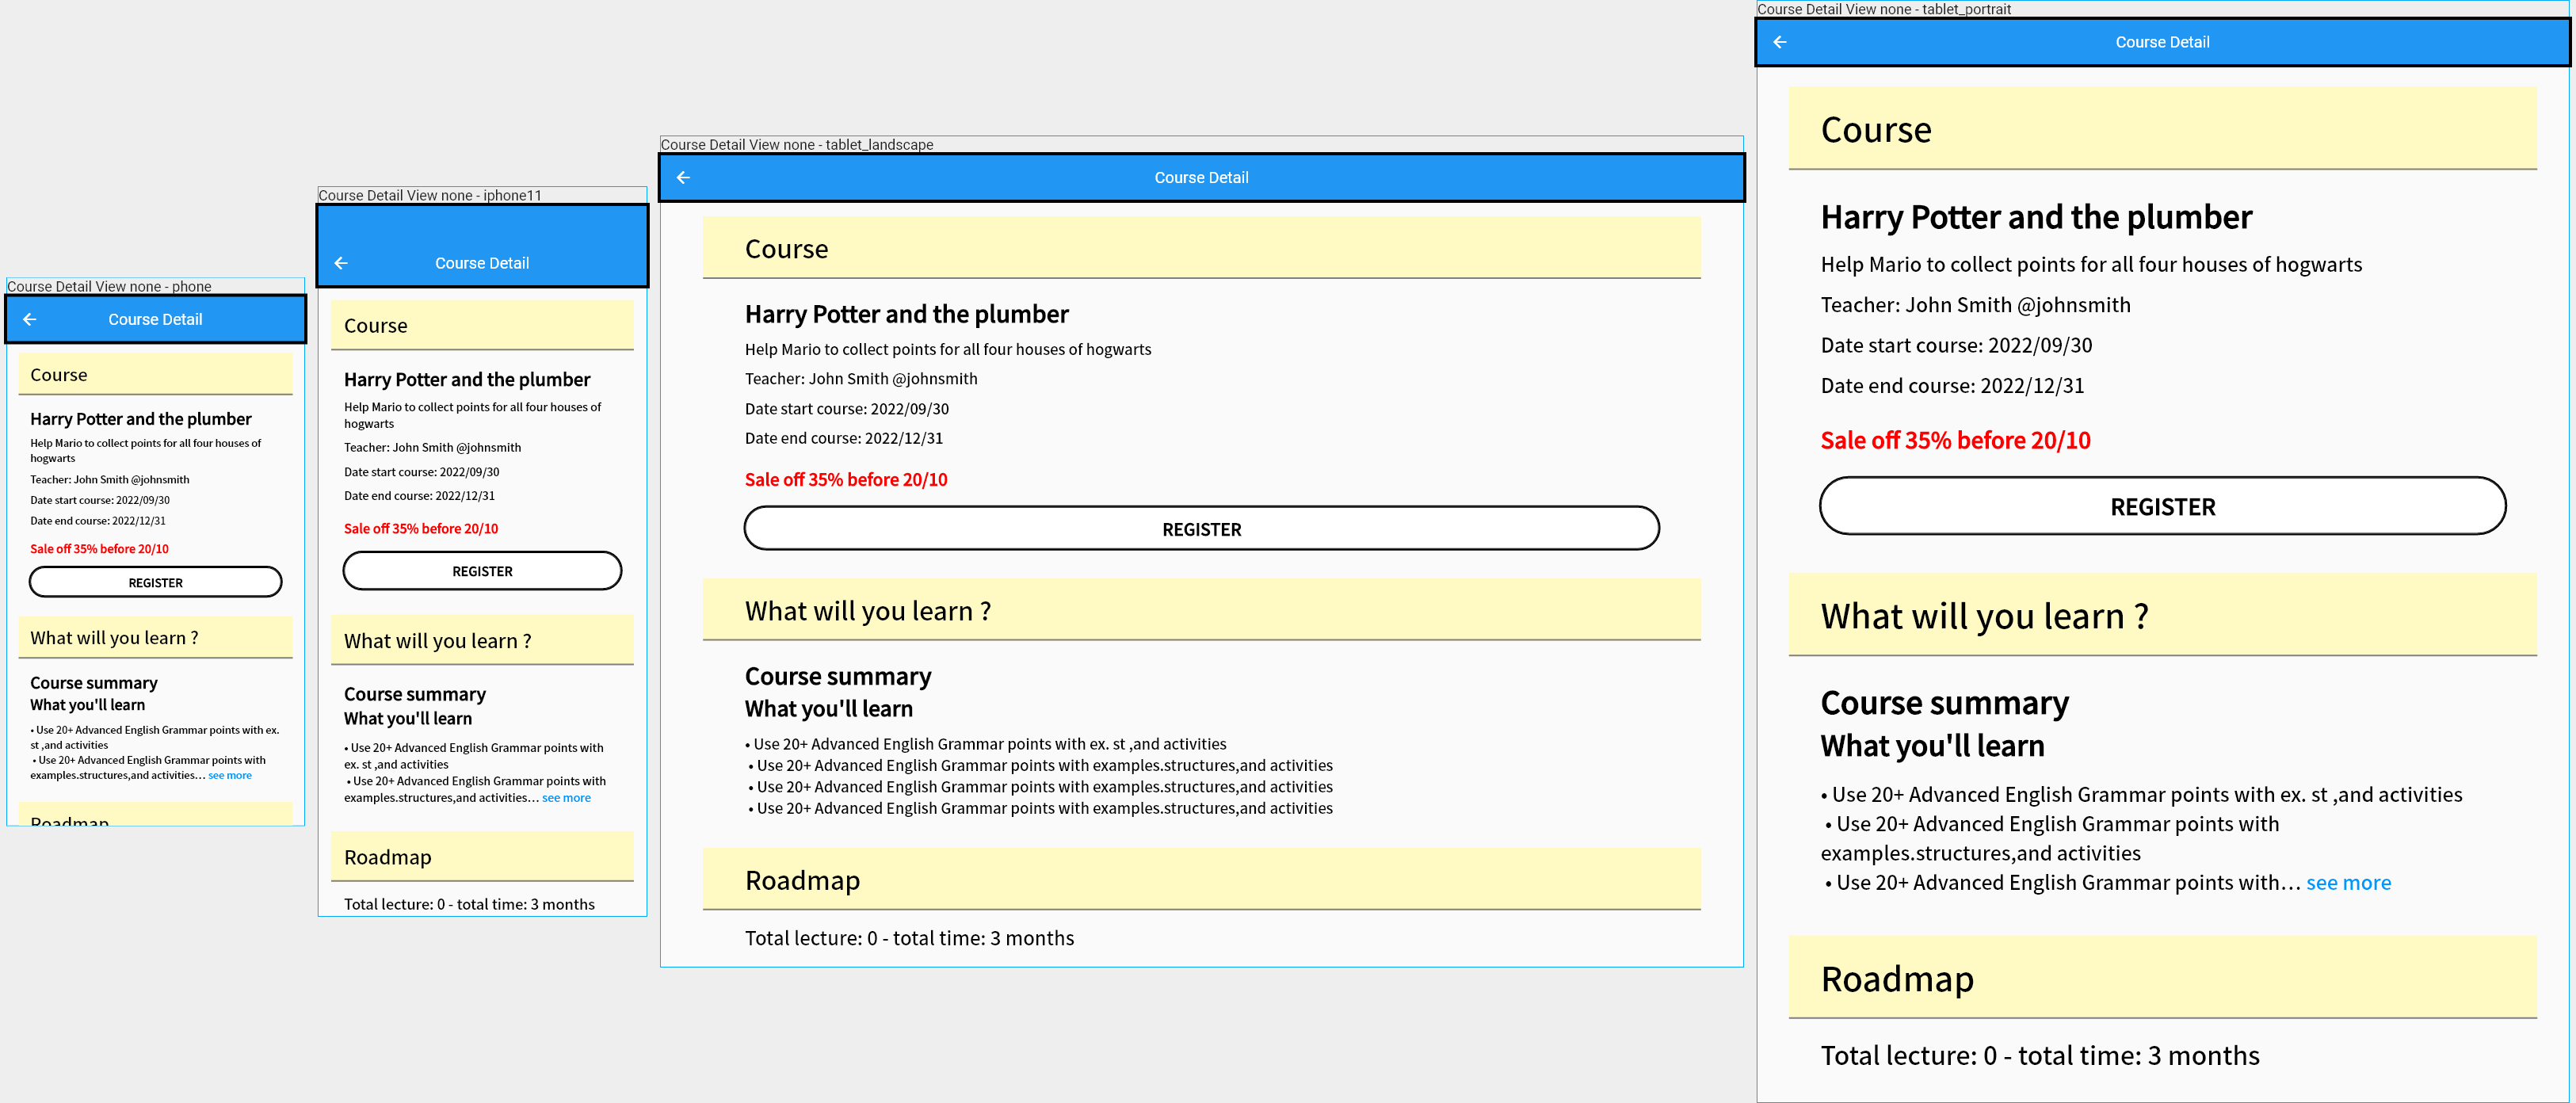 Course Detail View none - phone
Course Detail
Course
Harry Potter and the plumber
Help Mario to collect points for all four houses of
hogwarts
Teacher: John Smith @johnsmith
Date start course: 2022/09/30
Date end course: 2022/12/31
Sale off 35% before 20/10
REGISTER
What will you learn ?
Course summary
What you'll learn
• Use 20+ Advanced English Grammar points with ex.
st ,and activities
• Use 20+ Advanced English Grammar points with
examples.structures,and activities... see more
Roadmap
Course Detail View none - iphone11
Course Detail
Course
Harry Potter and the plumber
Help Mario to collect points for all four houses of
hogwarts
Teacher: John Smith @johnsmith
Date start course: 2022/09/30
Date end course: 2022/12/31
Sale off 35% before 20/10
REGISTER
What will you learn ?
Course summary
What you'll learn
• Use 20+ Advanced English Grammar points with
ex. st ,and activities
• Use 20+ Advanced English Grammar points with
examples.structures,and activities... see more
Roadmap
Total lecture: 0 - total time: 3 months
Course Detail View none - tablet_landscape
Course Detail
Course
Harry Potter and the plumber
Help Mario to collect points for all four houses of hogwarts
Teacher: John Smith @johnsmith
Date start course: 2022/09/30
Date end course: 2022/12/31
Sale off 35% before 20/10
REGISTER
What will you learn ?
Course summary
What you'll learn
• Use 20+ Advanced English Grammar points with ex. st ,and activities
• Use 20+ Advanced English Grammar points with examples.structures,and activities
• Use 20+ Advanced English Grammar points with examples.structures,and activities
• Use 20+ Advanced English Grammar points with examples.structures,and activities
Roadmap
Total lecture: 0 - total time: 3 months
Course Detail View none - tablet_portrait
Course Detail
Course
Harry Potter and the plumber
Help Mario to collect points for all four houses of hogwarts
Teacher: John Smith @johnsmith
Date start course: 2022/09/30
Date end course: 2022/12/31
Sale off 35% before 20/10
REGISTER
What will you learn ?
Course summary
What you'll learn
• Use 20+ Advanced English Grammar points with ex. st ,and activities
• Use 20+ Advanced English Grammar points with
examples.structures,and activities
• Use 20+ Advanced English Grammar points with... see more
Roadmap
Total lecture: 0 - total time: 3 months